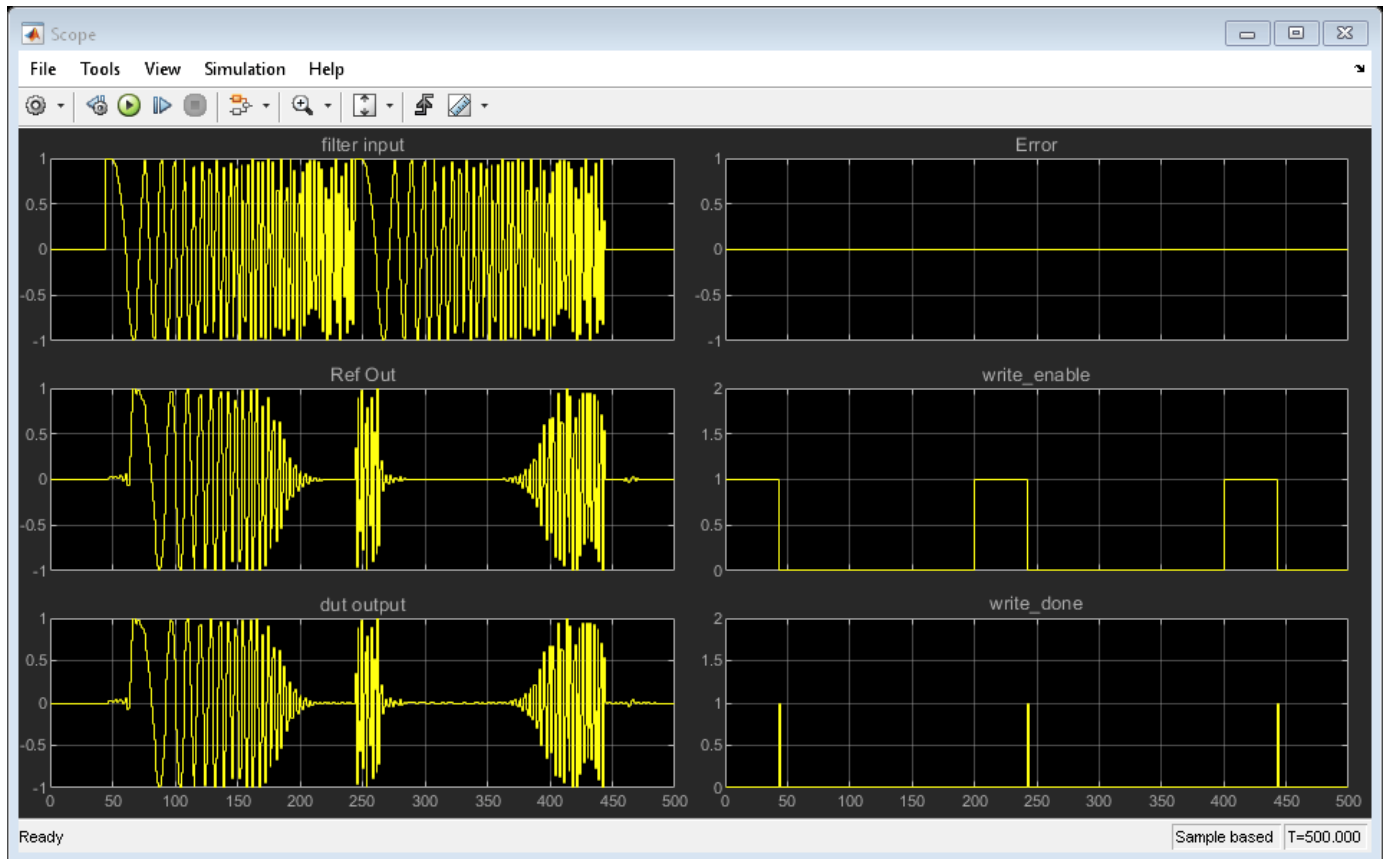 Scope
File Tools View Simulation Help
filter input
1
0.5
0
-0.5
-1
Error
1
0.5
0
-0.5
-1
Ref Out
1
0.5
0
-0.5
-1
write_enable
2
1.5
1
0.5
0
dut output
1
0.5
0
-0.5
-1
0 50 100 150 200 250 300 350 400 450 500
write_done
2
1.5
1
0.5
0
0 50 100 150 200 250 300 350 400 450 500
Ready
Sample based T=500.000